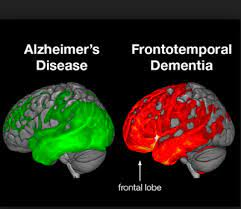 Alzheimer's
Disease
Frontotemporal
Dementia
frontal lobe